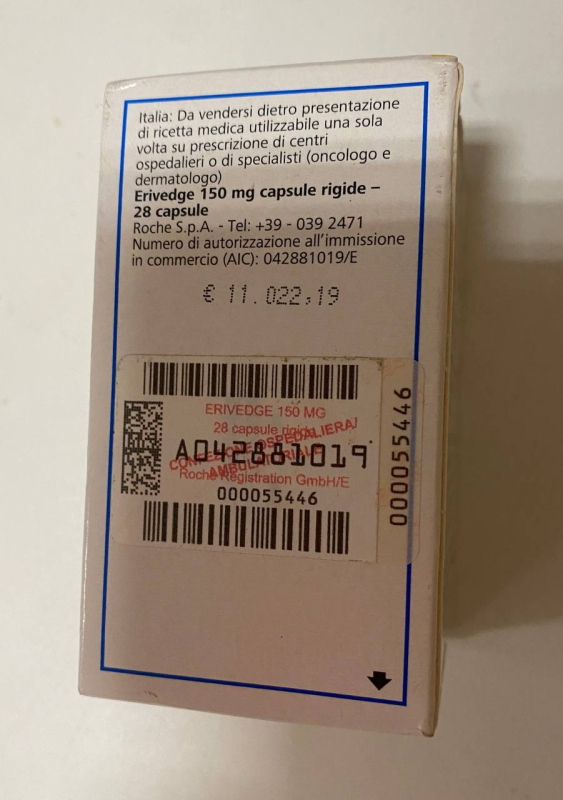 Italia: Da vendersi dietro presentazione
di ricetta medica utilizzabile una sola
volta su prescrizione di centri
ospedalieri o di specialisti (oncologo e
dermatologo)
Erivedge 150 mg capsule rigide –
28 capsule
Roche S.p.A. - Tel: +39 - 039 2471
Numero di autorizzazione all'immissione
in commercio (AIC): 042881019/E
€ 11.022,19
ERIVEDGE 150 MG
28 capsule rigide
CONFEZIONE OSPEDALIERA/
A042881019
AMBULATORIALE
Roche Registration GmbH/E
000055446
000055446